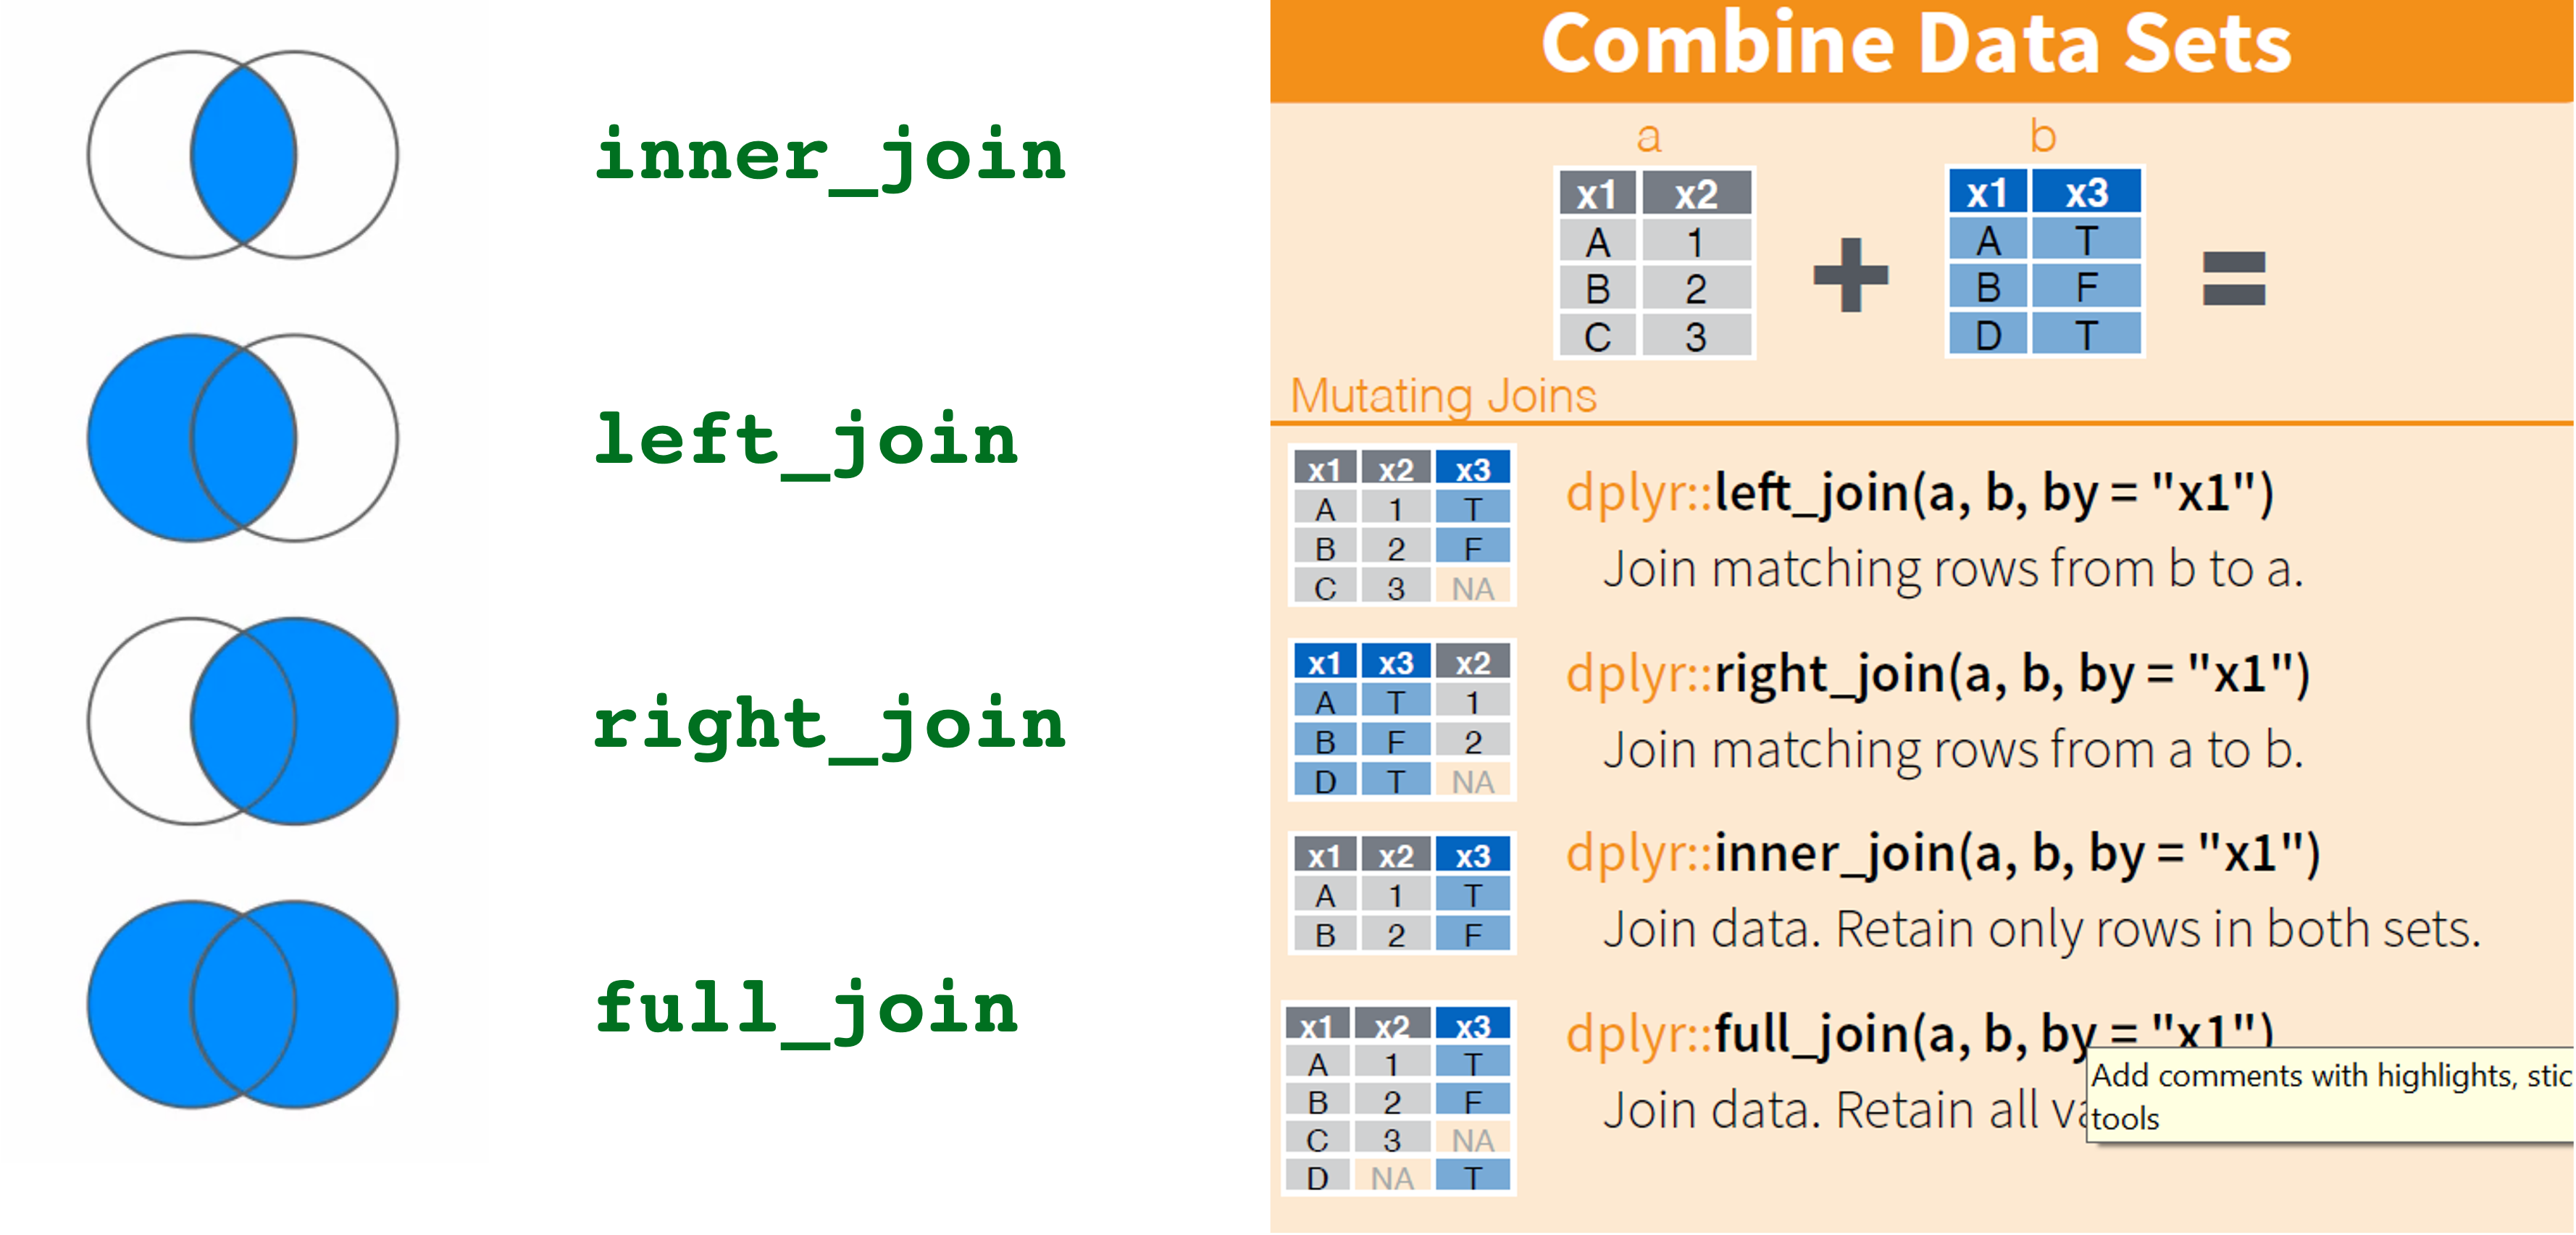 inner_join
left_join
right_join
full_join
Combine Data Sets
a b
x1 x2 x1 x3
A 1 A T
B 2 B F
C 3 D T
+ =
Mutating Joins
x1 x2 x3
A 1 T
B 2 F
C 3 NA
dplyr::left_join(a, b, by = "x1")
Join matching rows from b to a.
x1 x3 x2
A T 1
B F 2
D T NA
dplyr::right_join(a, b, by = "x1")
Join matching rows from a to b.
x1 x2 x3
A 1 T
B 2 F
dplyr::inner_join(a, b, by = "x1")
Join data. Retain only rows in both sets.
x1 x2 x3
A 1 T
B 2 F
C 3 NA
D NA T
dplyr::full_join(a, b, by = "x1")
Join data. Retain all
Add comments with highlights,
tools